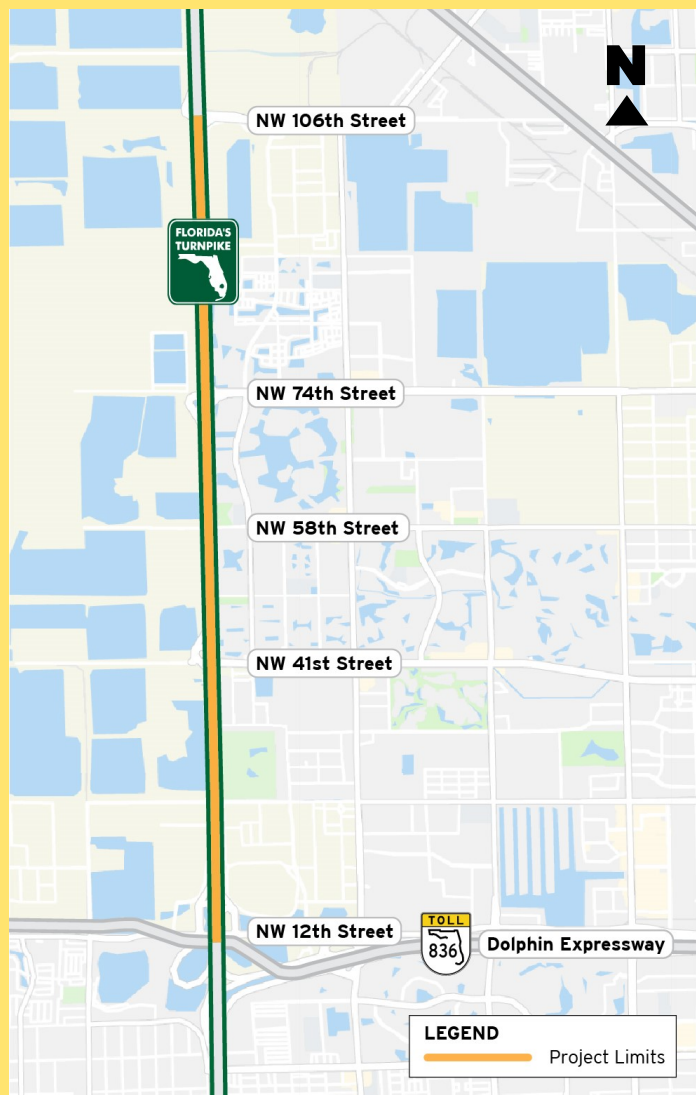 N
NW 106th Street
FLORIDA'S
TURNPIKE
NW 74th Street
NW 58th Street
NW 41st Street
NW 12th Street
TOLL
836
Dolphin Expressway
LEGEND
Project Limits